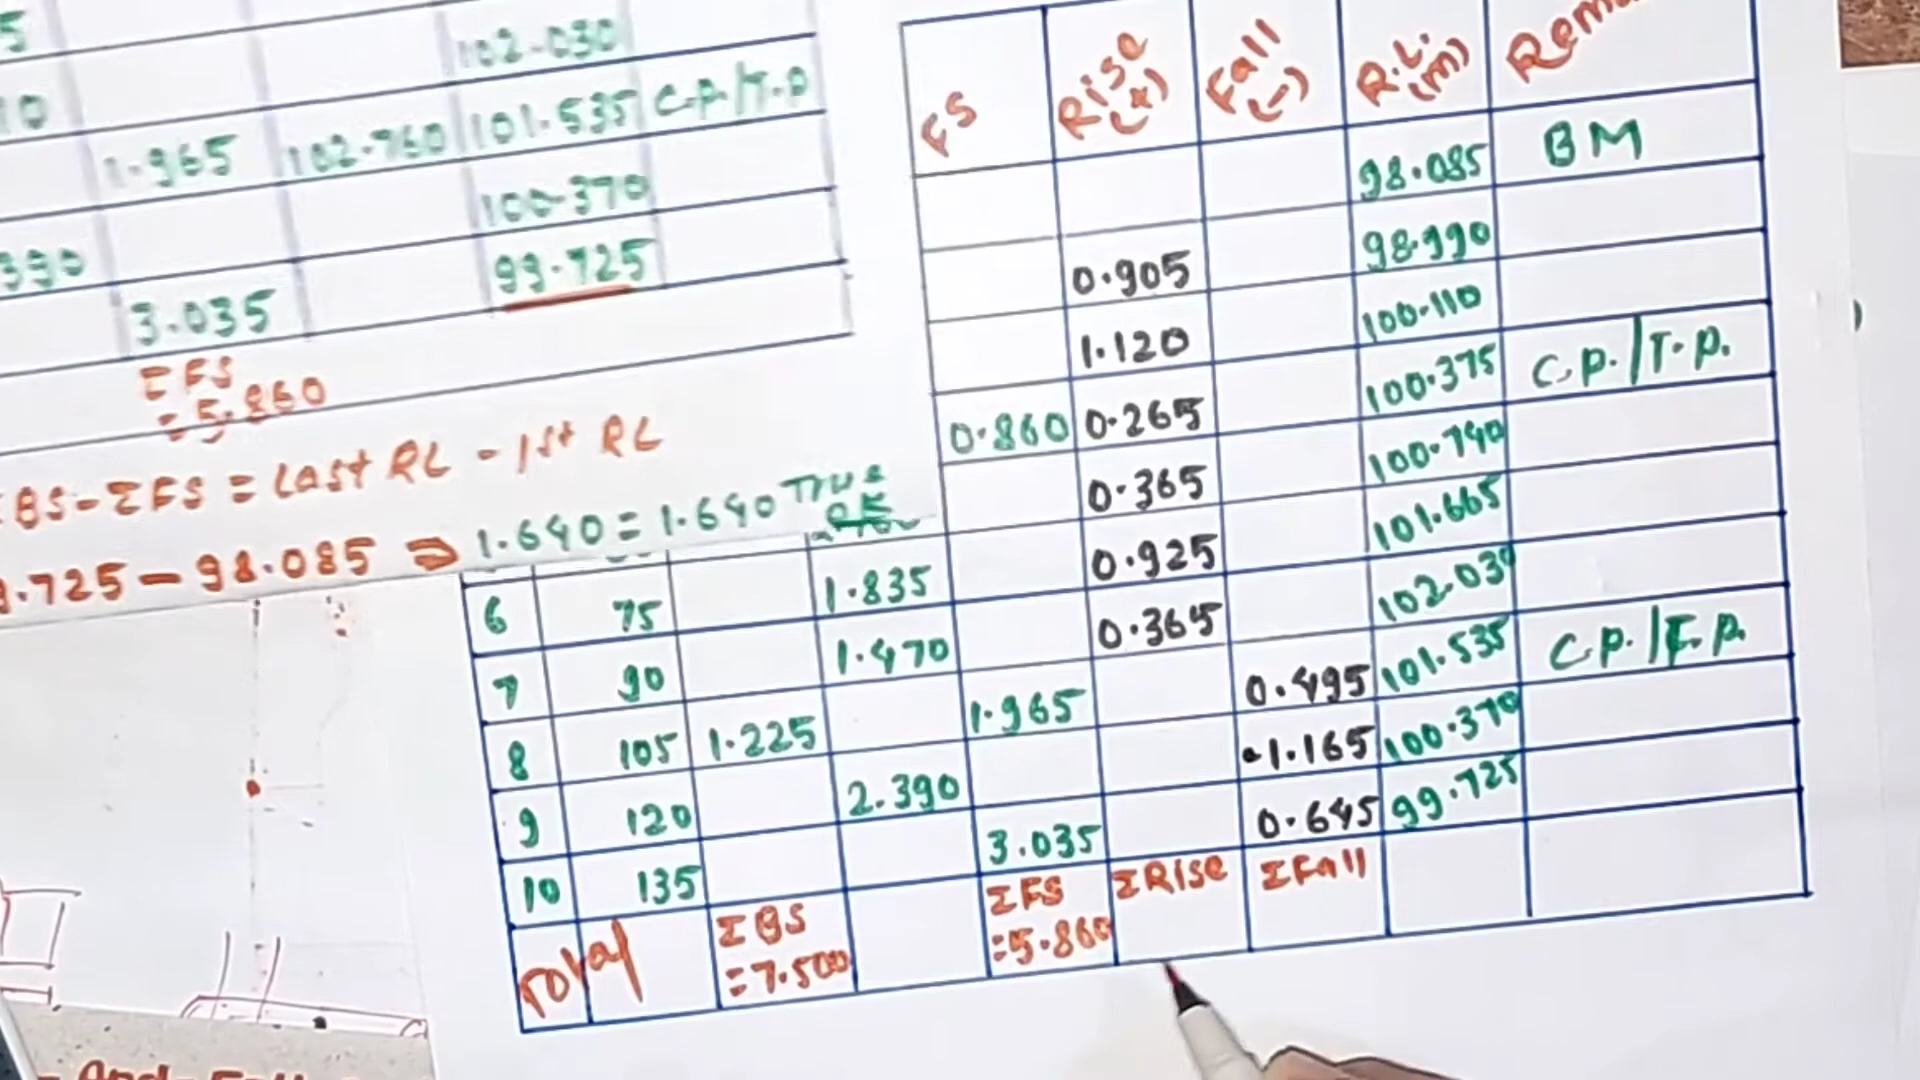 5 102.030
10 1.965 102.760 101.535 C.P./T.P
100.370
390 99.725
3.035
ΣFS
=5.860
BS-ΣFS = Last RL - 1st RL
.725 - 98.085 ⇒ 1.640 = 1.640 True
OK
FS Rise (+) Fall (-) R.L. (m)
98.085 BM
0.905 98.990
1.120 100.110
0.860 0.265 100.375 C.P./T.P.
0.365 100.740
0.925 101.665
6 75 1.835 0.365 102.030
7 90 1.470 0.495 101.535 C.P./T.P.
8 105 1.225 1.965 -1.165 100.370
9 120 2.390 0.645 99.725
10 135 3.035
Total ΣBS =7.500 ΣFS =5.860 ΣRise ΣFall